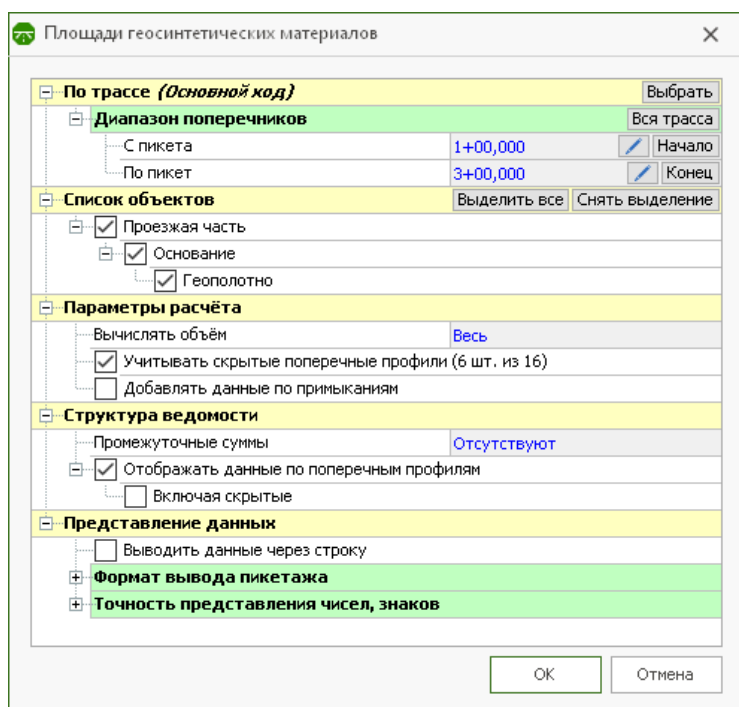 Площади геосинтетических материалов
По трассе (Основной код) Выбрать
Диапазон поперечников Вся трасса
С пикета 1+00,000 Начало
По пикет 3+00,000 Конец
Список объектов Выделить все Снять выделение
Проезжая часть
Основание
Геополотно
Параметры расчёта
Вычислять объём Весь
Учитывать скрытые поперечные профили (6 шт. из 16)
Добавлять данные по примыканиям
Структура ведомости
Промежуточные суммы Отсутствуют
Отображать данные по поперечным профилям
Включая скрытые
Представление данных
Выводить данные через строку
Формат вывода пикетажа
Точность представления чисел, знаков
ОК Отмена